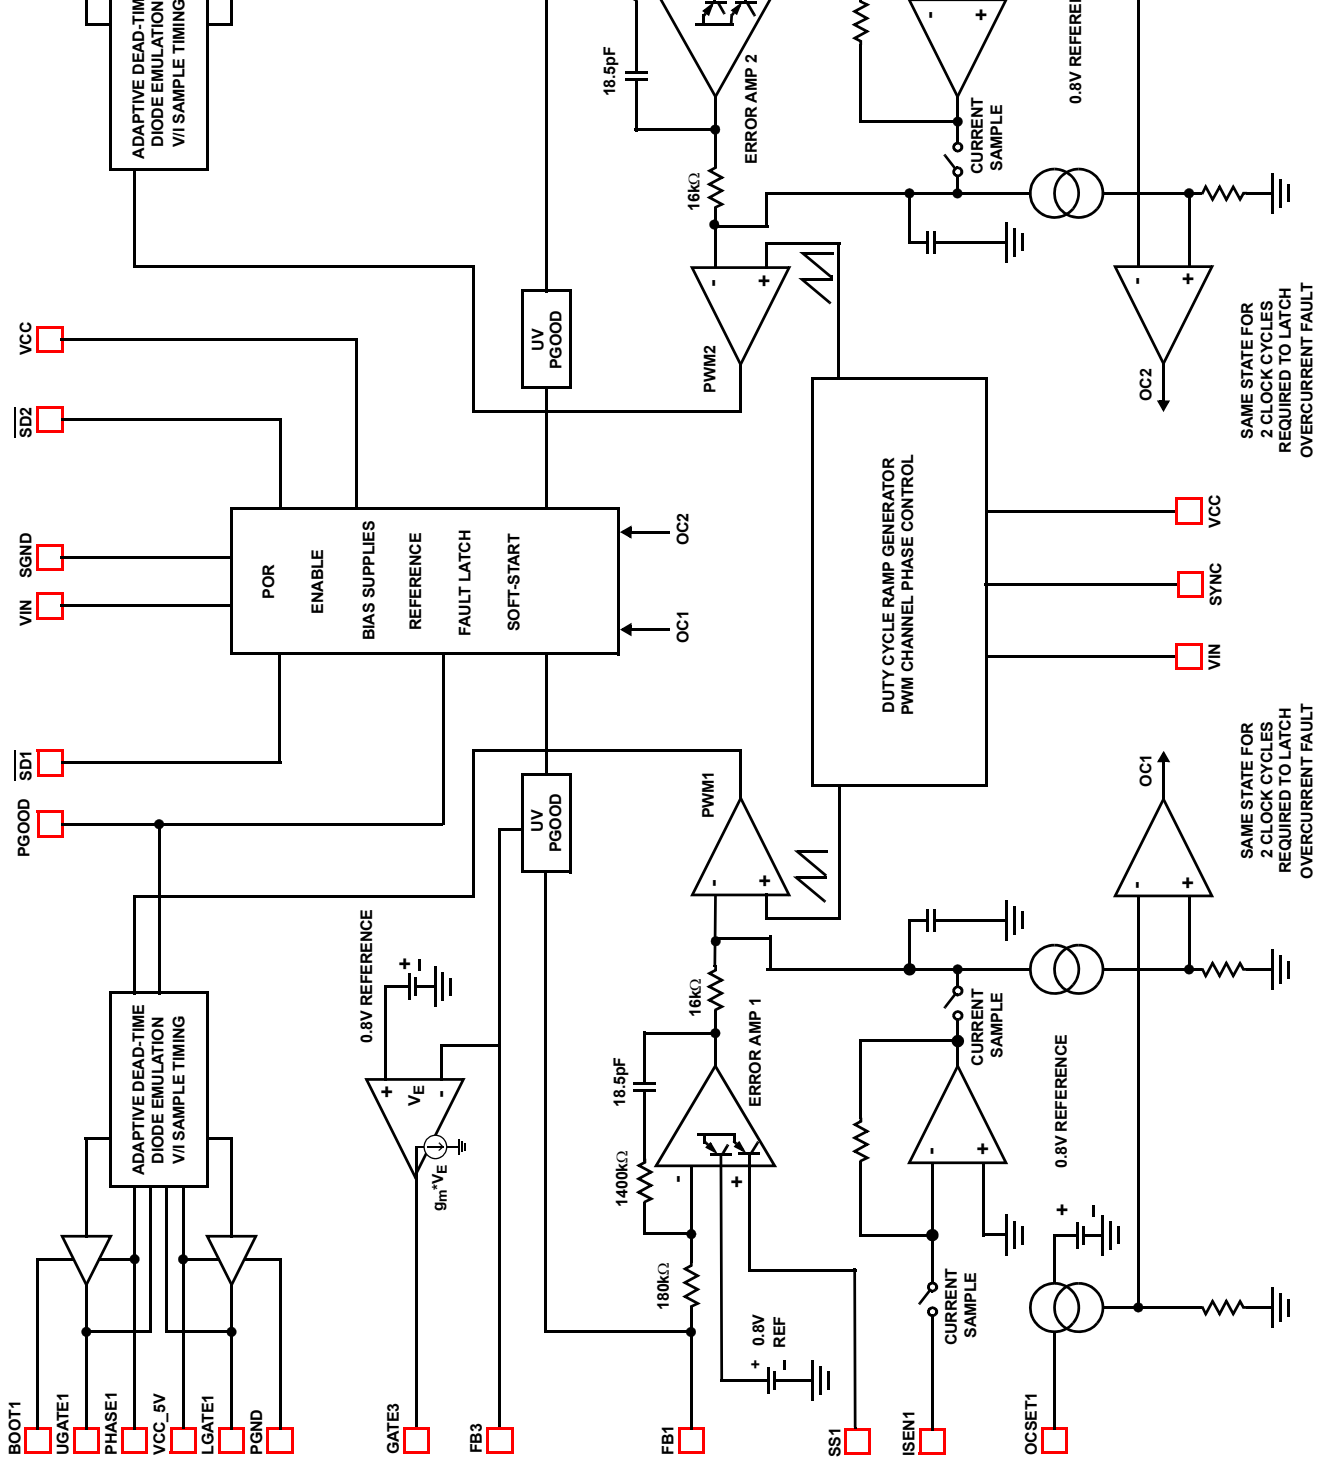 ADAPTIVE DEAD-TIM
DIODE EMULATION
V/I SAMPLE TIMING
18.5pF
ERROR AMP 2
16kΩ
-
+
CURRENT
SAMPLE
0.8V REFEREN
VCC
SD2
SGND
VIN
SD1
PGOOD
UV
PGOOD
PWM2
-
+
OC2
-
+
SAME STATE FOR
2 CLOCK CYCLES
REQUIRED TO LATCH
OVERCURRENT FAULT
POR
ENABLE
BIAS SUPPLIES
REFERENCE
FAULT LATCH
SOFT-START
OC2
OC1
DUTY CYCLE RAMP GENERATOR
PWM CHANNEL PHASE CONTROL
VCC
SYNC
VIN
UV
PGOOD
PWM1
-
+
OC1
-
+
SAME STATE FOR
2 CLOCK CYCLES
REQUIRED TO LATCH
OVERCURRENT FAULT
0.8V REFERENCE
+
-
ADAPTIVE DEAD-TIME
DIODE EMULATION
V/I SAMPLE TIMING
+
VE
-
gm*VE
16kΩ
18.5pF
1400kΩ
ERROR AMP 1
-
+
180kΩ
+
0.8V
REF
-
CURRENT
SAMPLE
-
+
CURRENT
SAMPLE
0.8V REFERENCE
+
-
BOOT1
UGATE1
PHASE1
VCC_5V
LGATE1
PGND
GATE3
FB3
FB1
SS1
ISEN1
OCSET1